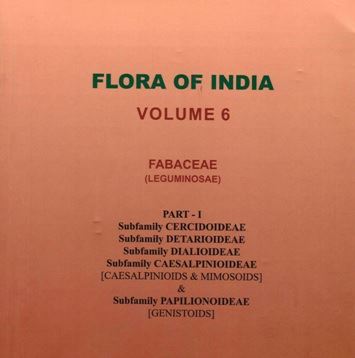 FLORA OF INDIA
VOLUME 6
FABACEAE
(LEGUMINOSAE)
PART - I
Subfamily CERCIDOIDEAE
Subfamily DETARIOIDEAE
Subfamily DIALIOIDEAE
Subfamily CAESALPINIOIDEAE
[CAESALPINIOIDS & MIMOSOIDS]
&
Subfamily PAPILIONOIDEAE
[GENISTOIDS]